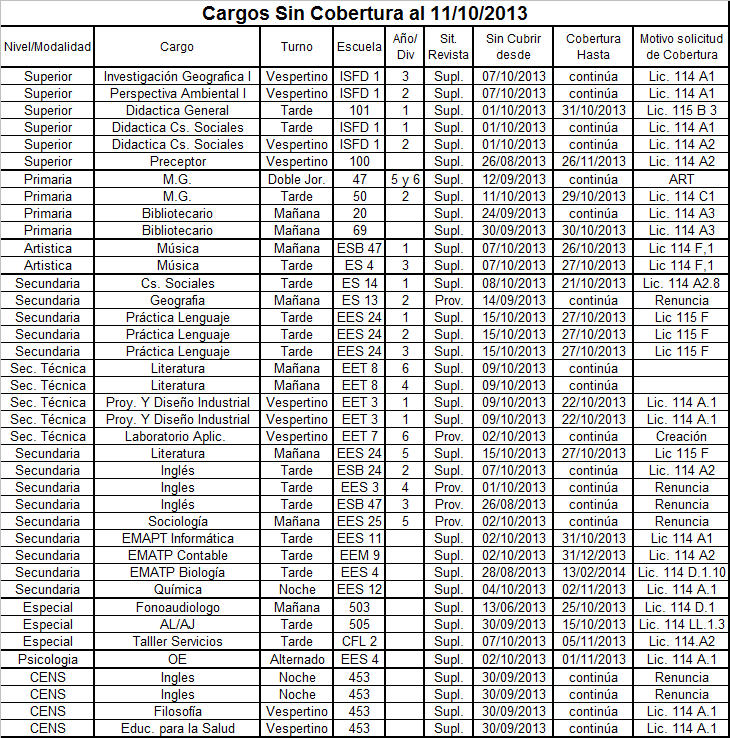 Cargos Sin Cobertura al 11/10/2013
Nivel/Modalidad Cargo Turno Escuela Año/ Div Sit. Revista Sin Cubrir desde Cobertura Hasta Motivo solicitud de Cobertura
Superior Investigación Geografica I Vespertino ISFD 1 3 Supl. 07/10/2013 continúa Lic. 114 A1
Superior Perspectiva Ambiental I Vespertino ISFD 1 2 Supl. 07/10/2013 continúa Lic. 114 A1
Superior Didactica General Tarde 101 1 Supl. 01/10/2013 31/10/2013 Lic. 115 B 3
Superior Didactica Cs. Sociales Tarde ISFD 1 1 Supl. 01/10/2013 continúa Lic. 114 A1
Superior Didactica Cs. Sociales Vespertino ISFD 1 2 Supl. 01/10/2013 continúa Lic. 114 A2
Superior Preceptor Vespertino 100 Supl. 26/08/2013 26/11/2013 Lic. 114 A2
Primaria M.G. Doble Jor. 47 5 y 6 Supl. 12/09/2013 continúa ART
Primaria M.G. Tarde 50 2 Supl. 11/10/2013 29/10/2013 Lic. 114 C1
Primaria Bibliotecario Mañana 20 Supl. 24/09/2013 continúa Lic. 114 A3
Primaria Bibliotecario Mañana 69 Supl. 30/09/2013 30/10/2013 Lic. 114 A3
Artistica Música Mañana ESB 47 1 Supl. 07/10/2013 26/10/2013 Lic 114 F,1
Artistica Música Tarde ES 4 3 Supl. 07/10/2013 27/10/2013 Lic 114 F,1
Secundaria Cs. Sociales Tarde ES 14 1 Supl. 08/10/2013 21/10/2013 Lic. 114 A2.8
Secundaria Geografia Mañana ES 13 2 Prov. 14/09/2013 continúa Renuncia
Secundaria Práctica Lenguaje Tarde EES 24 1 Supl. 15/10/2013 27/10/2013 Lic 115 F
Secundaria Práctica Lenguaje Tarde EES 24 2 Supl. 15/10/2013 27/10/2013 Lic 115 F
Secundaria Práctica Lenguaje Tarde EES 24 3 Supl. 15/10/2013 27/10/2013 Lic 115 F
Sec. Técnica Literatura Mañana EET 8 6 Supl. 09/10/2013 continúa
Sec. Técnica Literatura Mañana EET 8 4 Supl. 09/10/2013 continúa
Sec. Técnica Proy. Y Diseño Industrial Vespertino EET 3 1 Supl. 09/10/2013 22/10/2013 Lic. 114 A.1
Sec. Técnica Proy. Y Diseño Industrial Vespertino EET 3 1 Supl. 09/10/2013 22/10/2013 Lic. 114 A.1
Sec. Técnica Laboratorio Aplic. Vespertino EET 7 6 Prov. 02/10/2013 continúa Creación
Secundaria Literatura Mañana EES 24 5 Supl. 15/10/2013 27/10/2013 Lic 115 F
Secundaria Inglés Tarde ESB 24 2 Supl. 07/10/2013 continúa Lic. 114 A2
Secundaria Ingles Tarde EES 3 4 Prov. 01/10/2013 continúa Renuncia
Secundaria Inglés Tarde ESB 47 3 Prov. 26/08/2013 continúa Renuncia
Secundaria Sociología Mañana EES 25 5 Prov. 02/10/2013 continúa Renuncia
Secundaria EMAPT Informática Tarde EES 11 Supl. 02/10/2013 31/10/2013 Lic 114 A1
Secundaria EMATP Contable Tarde EEM 9 Supl. 02/10/2013 31/12/2013 Lic. 114 A2
Secundaria EMATP Biología Tarde EES 4 Supl. 28/08/2013 13/02/2014 Lic. 114 D.1.10
Secundaria Química Noche EES 12 Supl. 04/10/2013 02/11/2013 Lic. 114 A.1
Especial Fonoaudiologo Mañana 503 Supl. 13/06/2013 25/10/2013 Lic. 114 D.1
Especial AL/AJ Tarde 505 Supl. 30/09/2013 15/10/2013 Lic. 114 LL.1.3
Especial Talller Servicios Tarde CFL 2 Supl. 07/10/2013 05/11/2013 Lic. 114.A2
Psicologia OE Alternado EES 4 Supl. 02/10/2013 01/11/2013 Lic. 114 A.1
CENS Ingles Noche 453 Supl. 30/09/2013 continúa Renuncia
CENS Ingles Noche 453 Supl. 30/09/2013 continúa Renuncia
CENS Filosofía Vespertino 453 Supl. 30/09/2013 continúa Lic. 114 A.1
CENS Educ. para la Salud Vespertino 453 Supl. 30/09/2013 continúa Lic. 114 A.1